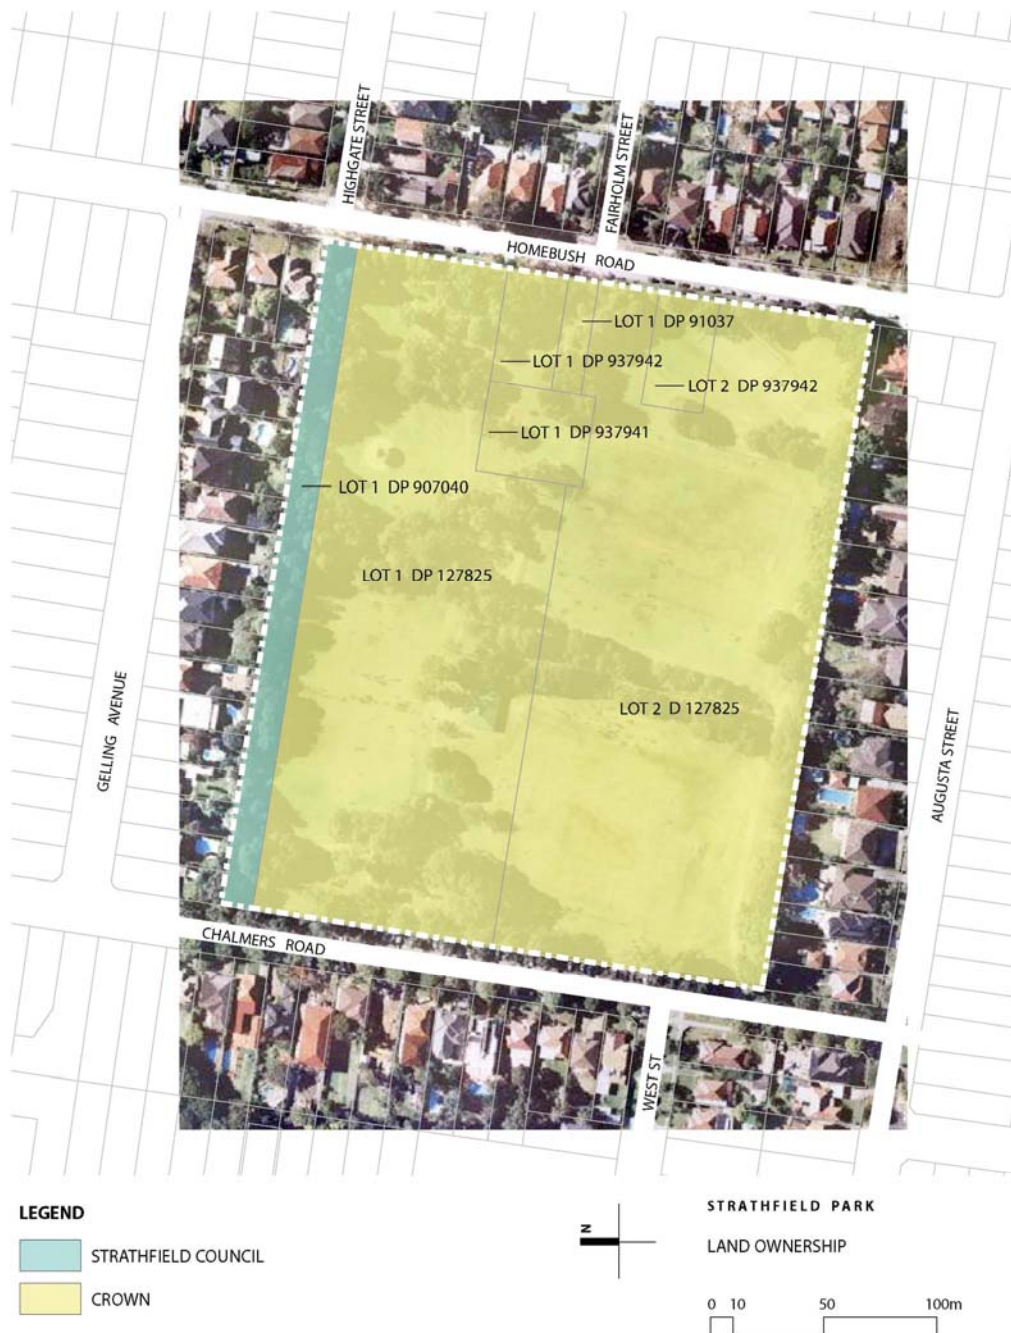 HIGHGATE STREET
FAIRHOLM STREET
HOMEBUSH ROAD
LOT 1 DP 91037
LOT 1 DP 937942
LOT 2 DP 937942
LOT 1 DP 937941
LOT 1 DP 907040
LOT 1 DP 127825
LOT 2 D 127825
GELLING AVENUE
AUGUSTA STREET
CHALMERS ROAD
WEST ST
LEGEND
STRATHFIELD COUNCIL
CROWN
N
STRATHFIELD PARK
LAND OWNERSHIP
0 10 50 100m